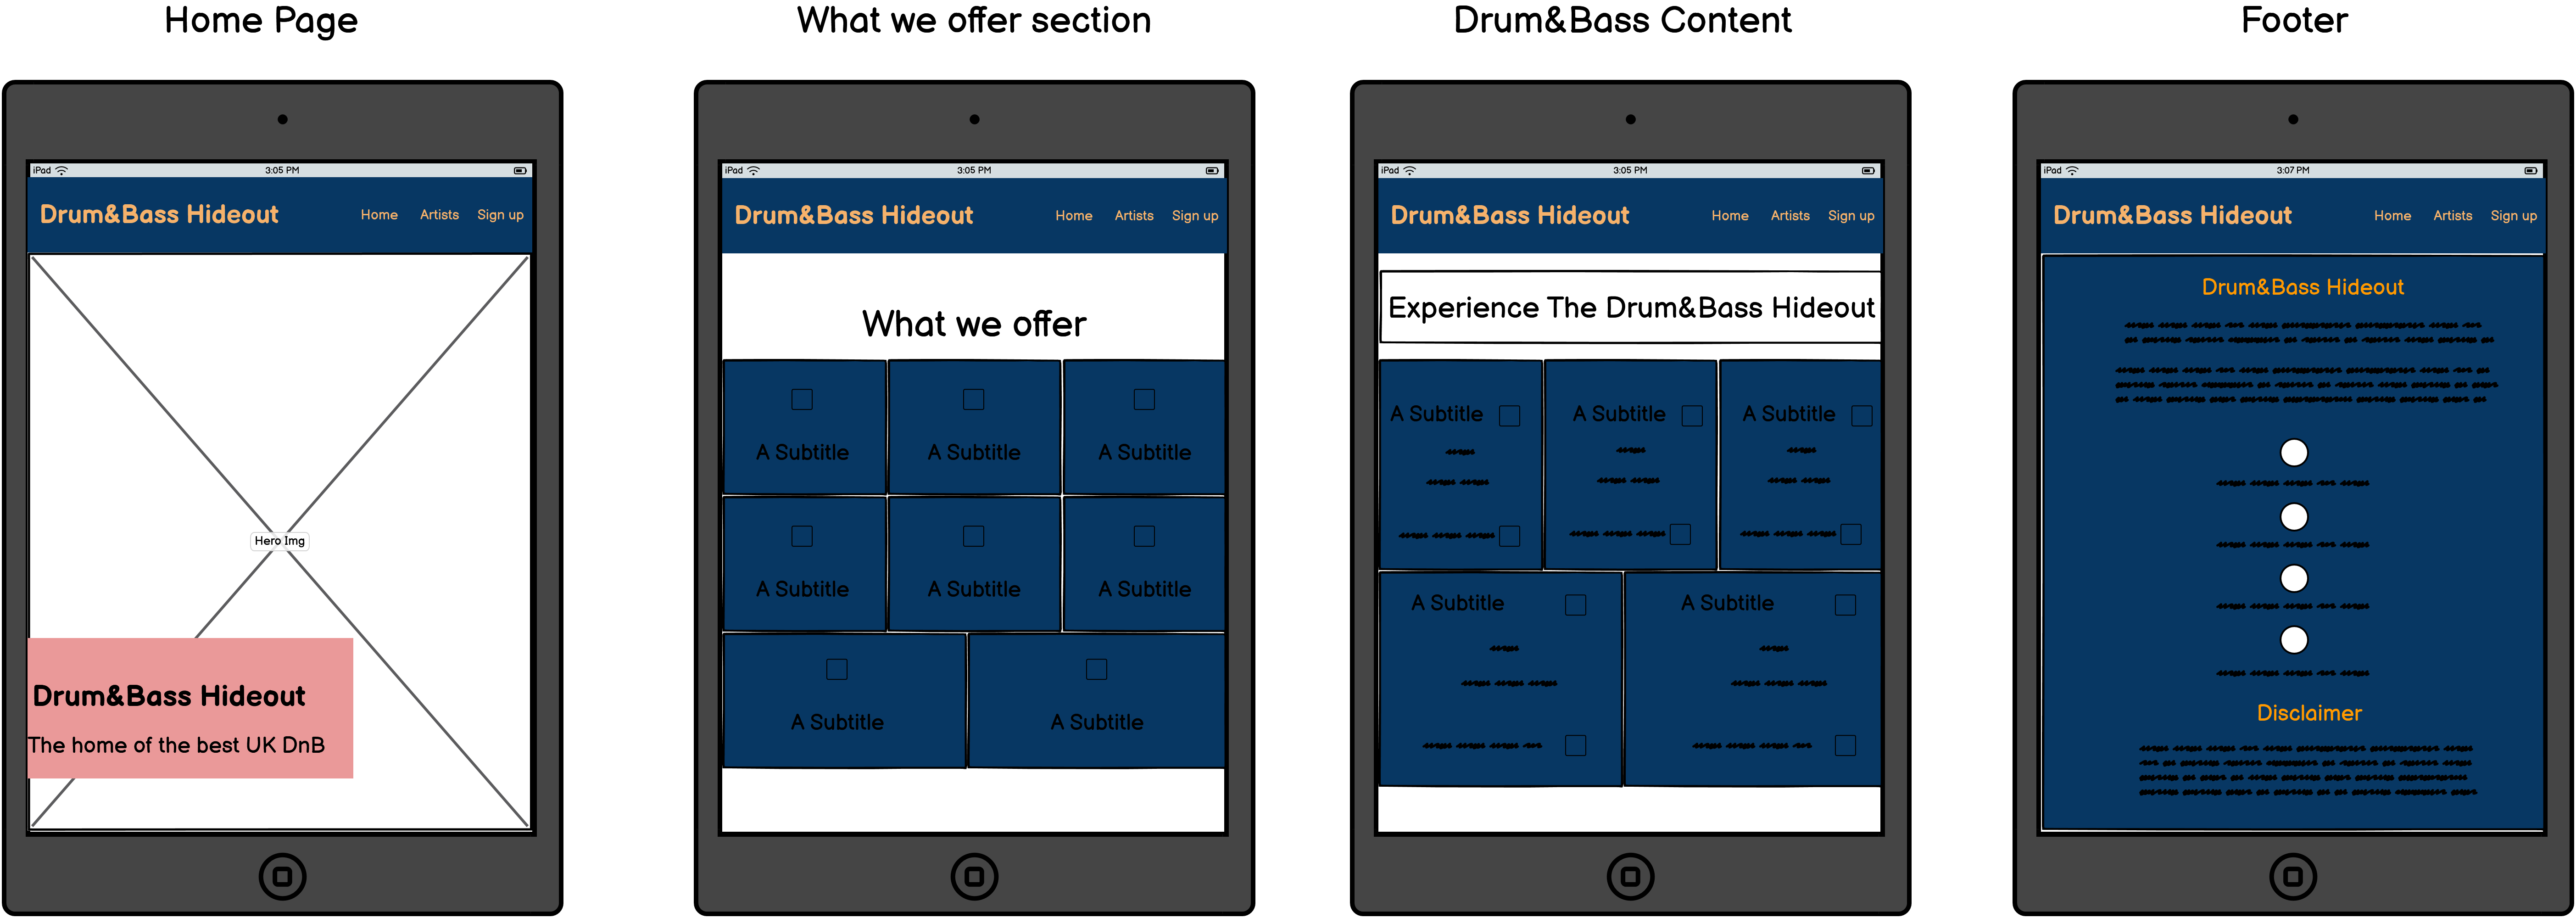 Home Page
iPad 3:05 PM
Drum&Bass Hideout Home Artists Sign up
Hero Img
Drum&Bass Hideout
The home of the best UK DnB
What we offer section
iPad 3:05 PM
Drum&Bass Hideout Home Artists Sign up
What we offer
A Subtitle A Subtitle A Subtitle
A Subtitle A Subtitle A Subtitle
A Subtitle A Subtitle
Drum&Bass Content
iPad 3:05 PM
Drum&Bass Hideout Home Artists Sign up
Experience The Drum&Bass Hideout
A Subtitle A Subtitle A Subtitle
A Subtitle A Subtitle
Footer
iPad 3:07 PM
Drum&Bass Hideout Home Artists Sign up
Drum&Bass Hideout
Disclaimer